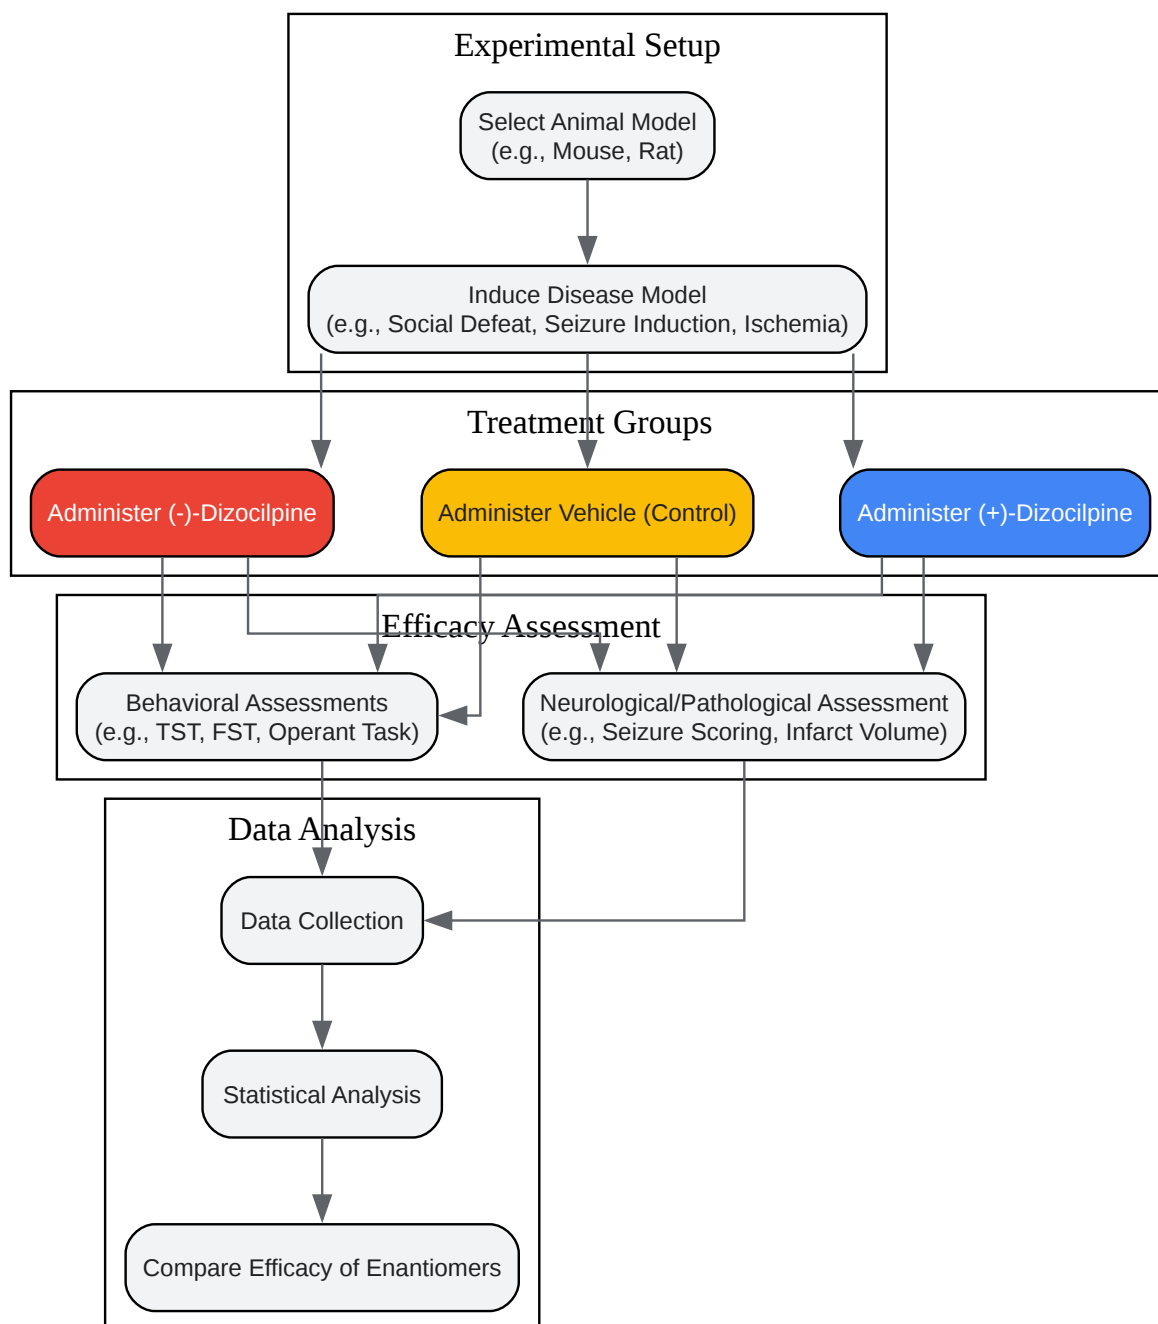 Experimental Setup
Select Animal Model
(e.g., Mouse, Rat)
Induce Disease Model
(e.g., Social Defeat, Seizure Induction, Ischemia)
Treatment Groups
Administer (-)-Dizocilpine
Administer Vehicle (Control)
Administer (+)-Dizocilpine
Efficacy Assessment
Behavioral Assessments
(e.g., TST, FST, Operant Task)
Neurological/Pathological Assessment
(e.g., Seizure Scoring, Infarct Volume)
Data Analysis
Data Collection
Statistical Analysis
Compare Efficacy of Enantiomers